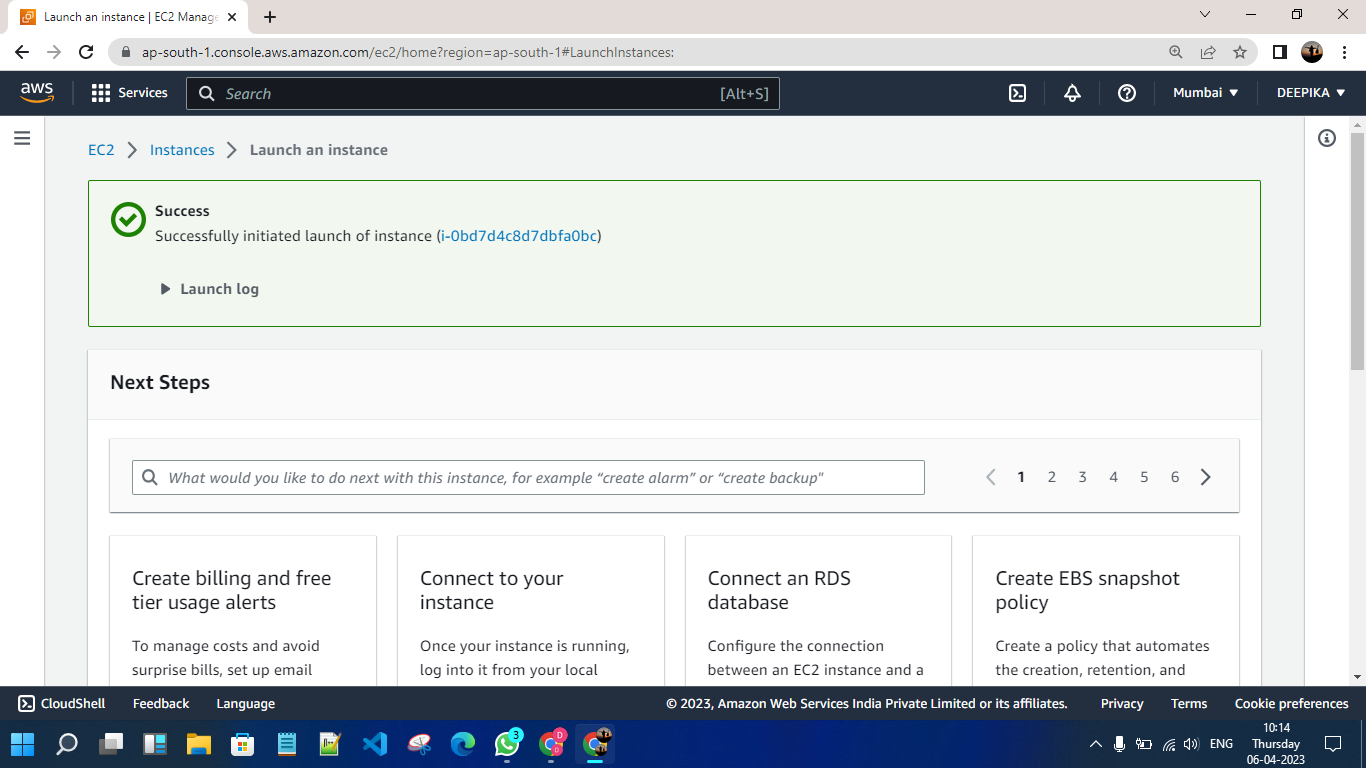 Launch an instance | EC2 Manage
ap-south-1.console.aws.amazon.com/ec2/home?region=ap-south-1#LaunchInstances:
aws
Services
Search
[Alt+S]
Mumbai
DEEPIKA
EC2
Instances
Launch an instance
Success
Successfully initiated launch of instance (i-0bd7d4c8d7dbfa0bc)
Launch log
Next Steps
What would you like to do next with this instance, for example “create alarm” or “create backup"
1 2 3 4 5 6
Create billing and free
tier usage alerts
To manage costs and avoid
surprise bills, set up email
Connect to your
instance
Once your instance is running,
log into it from your local
Connect an RDS
database
Configure the connection
between an EC2 instance and a
Create EBS snapshot
policy
Create a policy that automates
the creation, retention, and
CloudShell
Feedback
Language
© 2023, Amazon Web Services India Private Limited or its affiliates.
Privacy
Terms
Cookie preferences
3
D
D
ENG
10:14
Thursday
06-04-2023